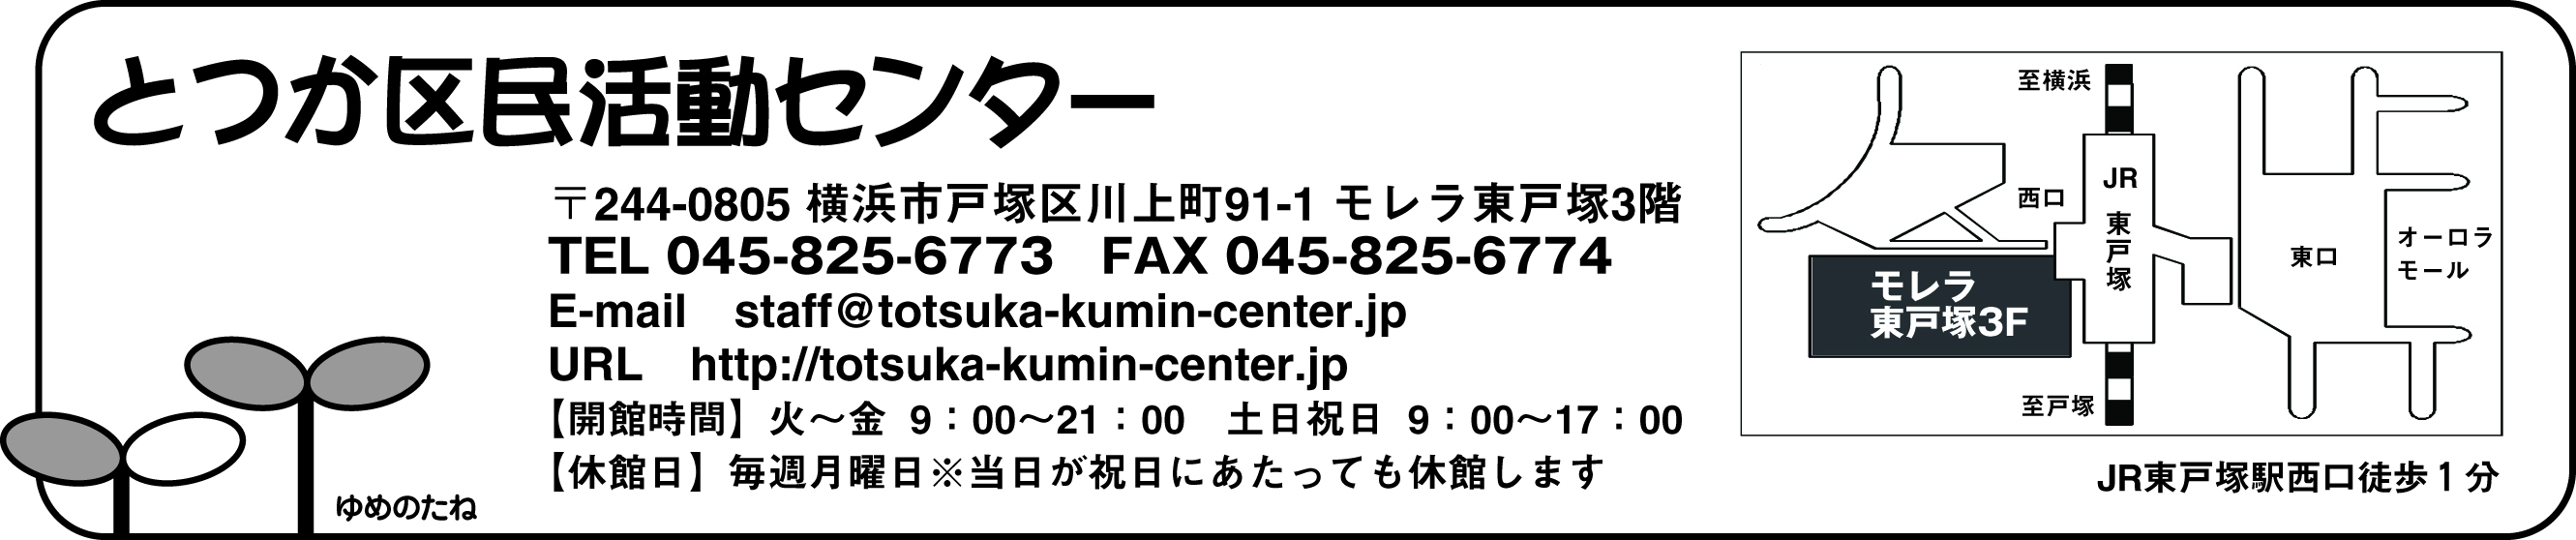 とつか区民活動センター
〒244-0805 横浜市戸塚区川上町91-1 モレラ東戸塚3階
TEL 045-825-6773　FAX 045-825-6774
E-mail　staff@totsuka-kumin-center.jp
URL　http://totsuka-kumin-center.jp
【開館時間】火～金 9：00～21：00　土日祝日 9：00～17：00
【休館日】毎週月曜日※当日が祝日にあたっても休館します
ゆめのたね
至横浜
JR
東戸塚
西口
東口
オーロラ
モール
モレラ
東戸塚3F
至戸塚
JR東戸塚駅西口徒歩１分